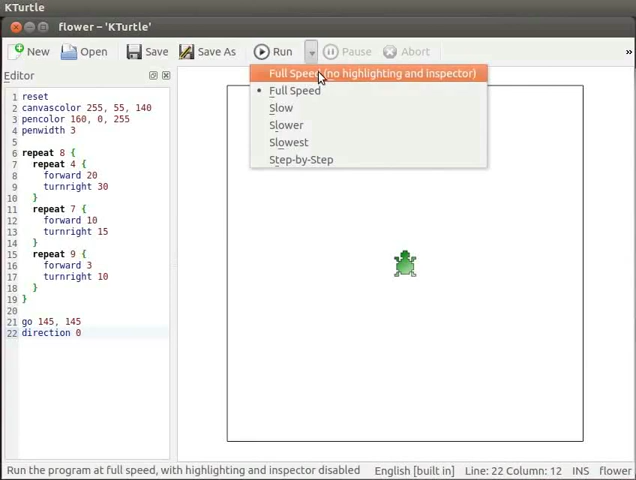 KTurtle
flower – 'KTurtle'
New Open Save Save As Run Pause Abort »
Editor
Full Speed (no highlighting and inspector)
Full Speed
Slow
Slower
Slowest
Step-by-Step
1 reset
2 canvascolor 255, 55, 140
3 pencolor 160, 0, 255
4 penwidth 3
5
6 repeat 8 {
7 repeat 4 {
8 forward 20
9 turnright 30
10 }
11 repeat 7 {
12 forward 10
13 turnright 15
14 }
15 repeat 9 {
16 forward 3
17 turnright 10
18 }
19 }
20
21 go 145, 145
22 direction 0
Run the program at full speed, with highlighting and inspector disabled English [built in] Line: 22 Column: 12 INS flower